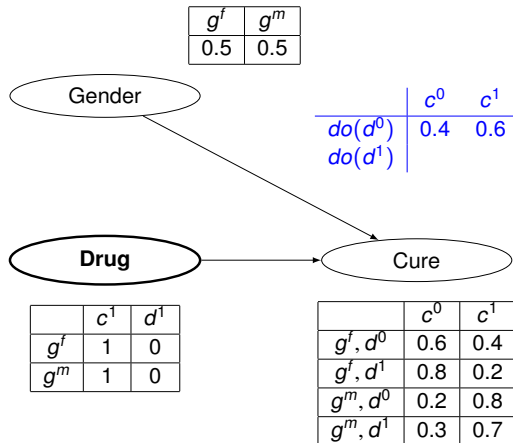 g^f g^m
0.5 0.5
Gender
c^0 c^1
do(d^0) 0.4 0.6
do(d^1)
Drug
Cure
c^1 d^1
g^f 1 0
g^m 1 0
c^0 c^1
g^f, d^0 0.6 0.4
g^f, d^1 0.8 0.2
g^m, d^0 0.2 0.8
g^m, d^1 0.3 0.7